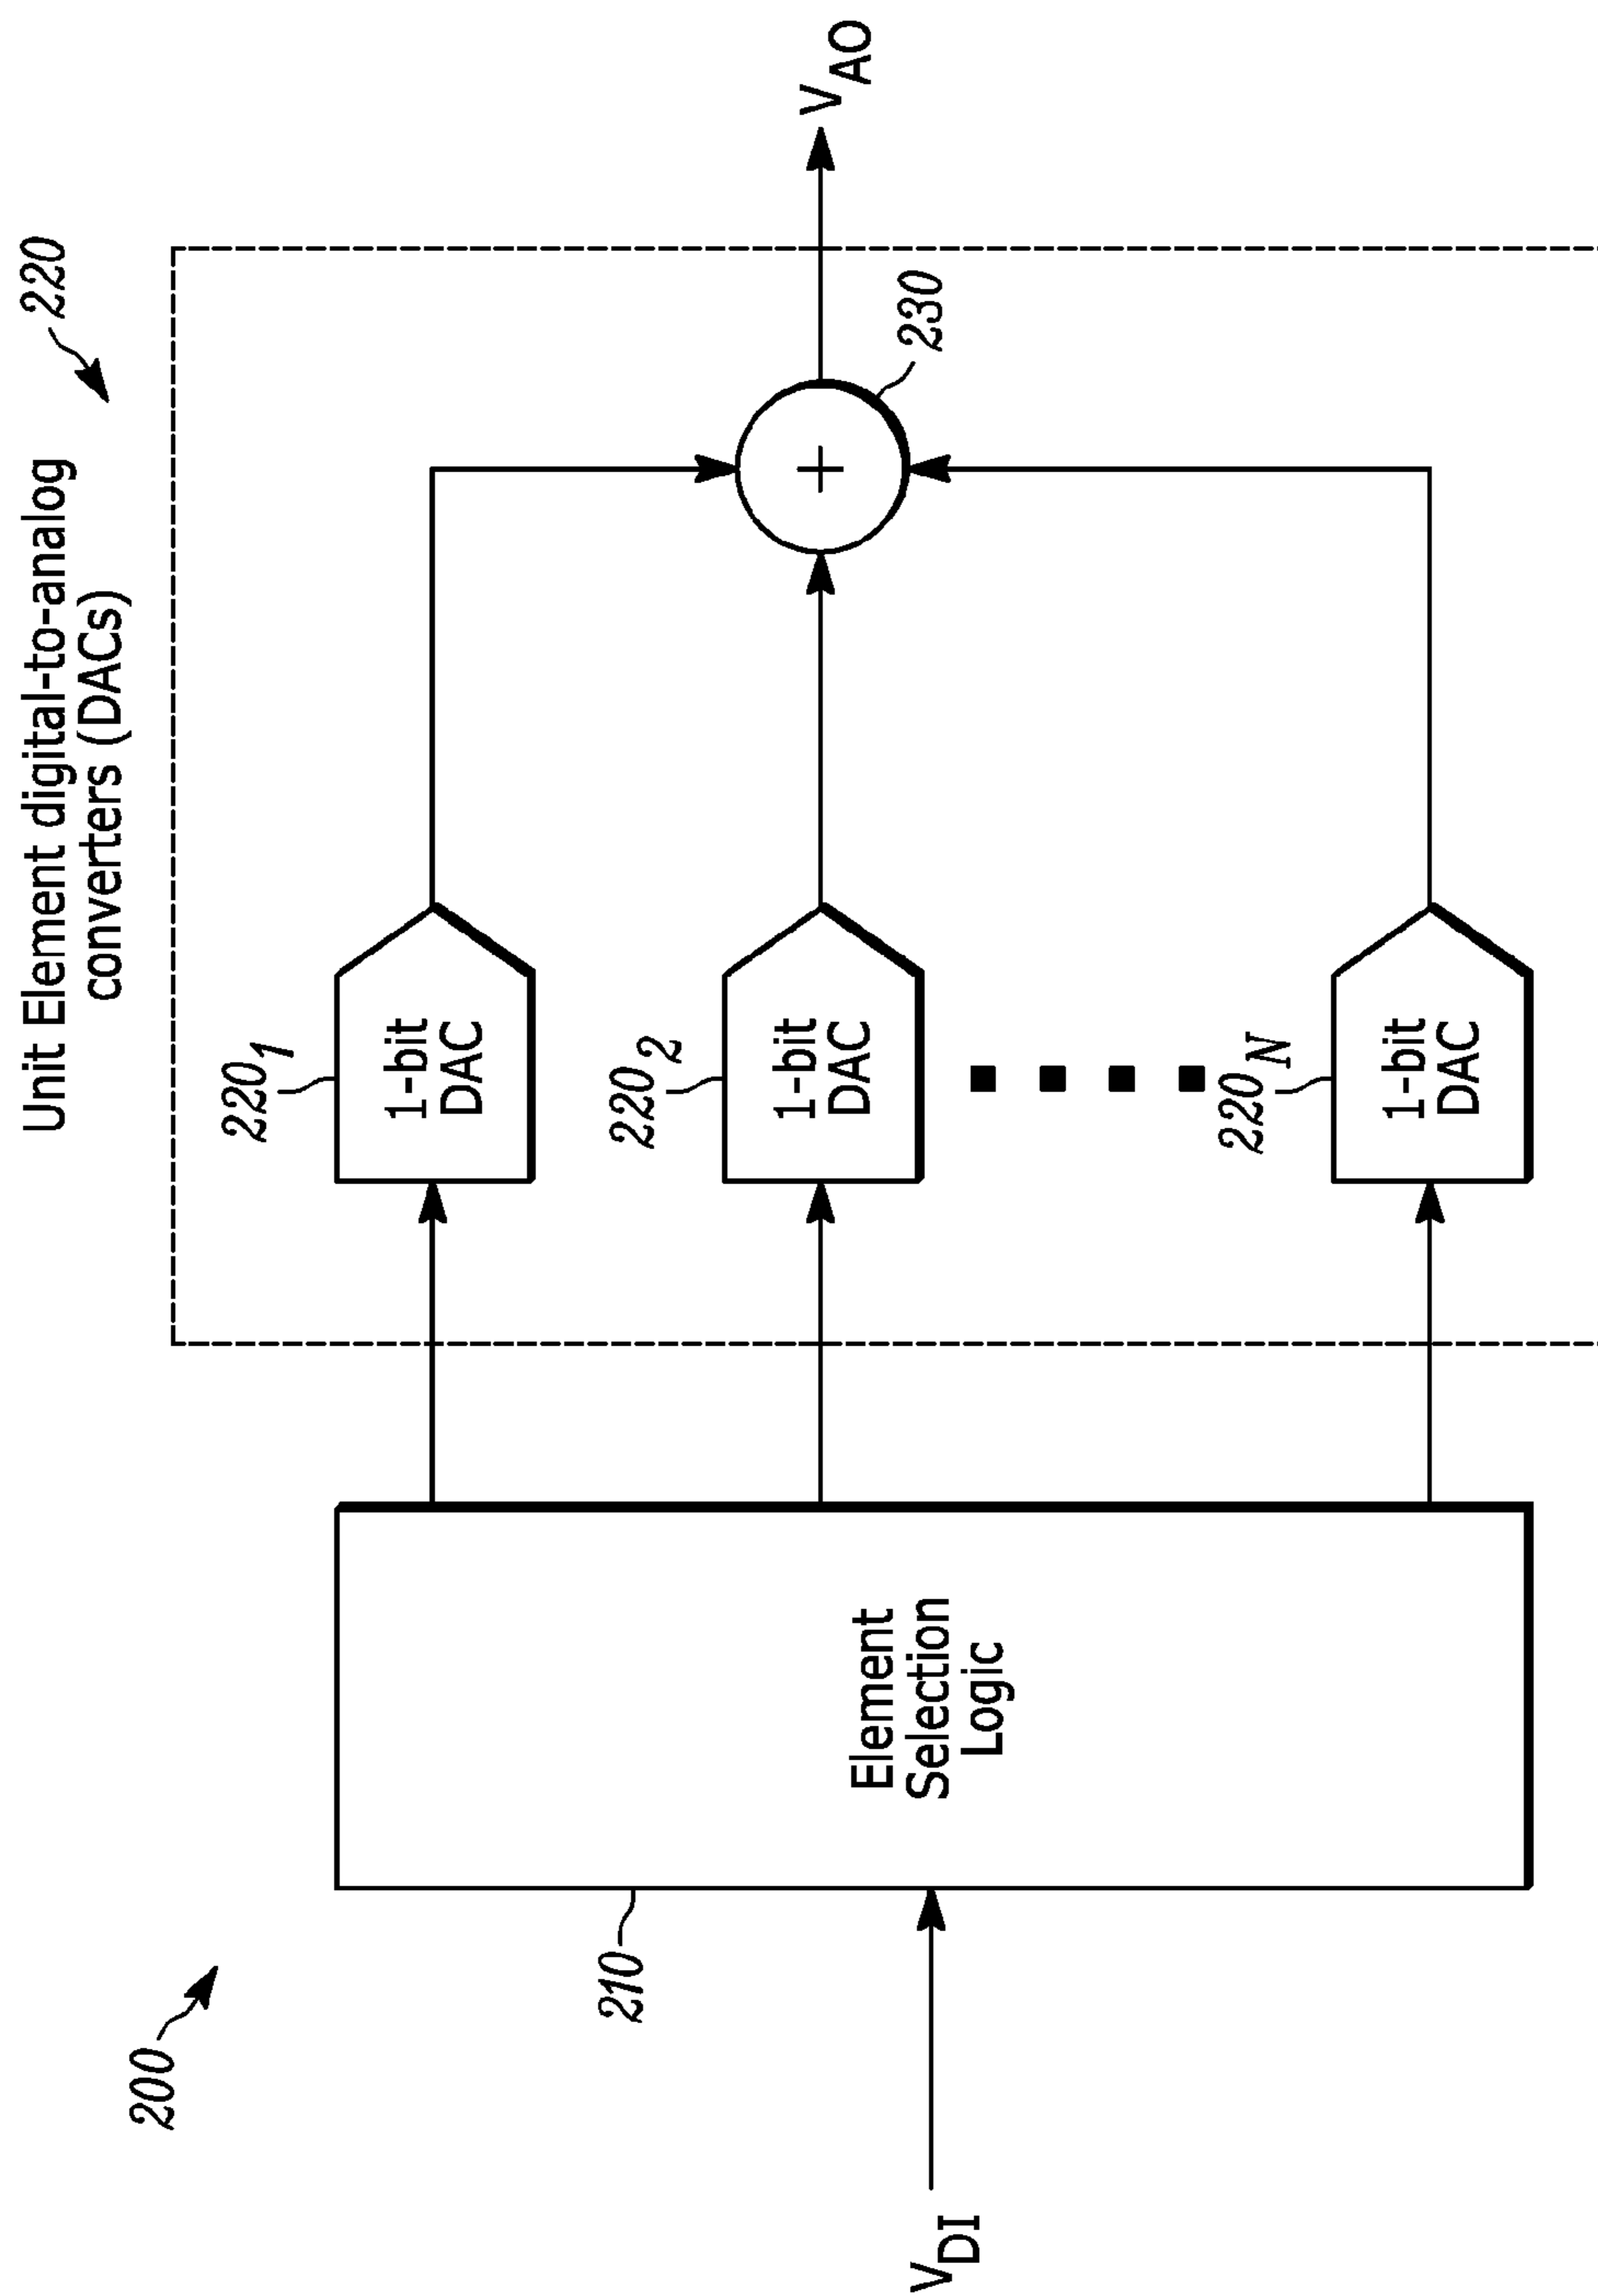 Unit Element digital-to-analog
converters (DACs)
220
200
210
V_DI
Element
Selection
Logic
220_1
1-bit
DAC
220_2
1-bit
DAC
220_N
1-bit
DAC
+
230
V_AO